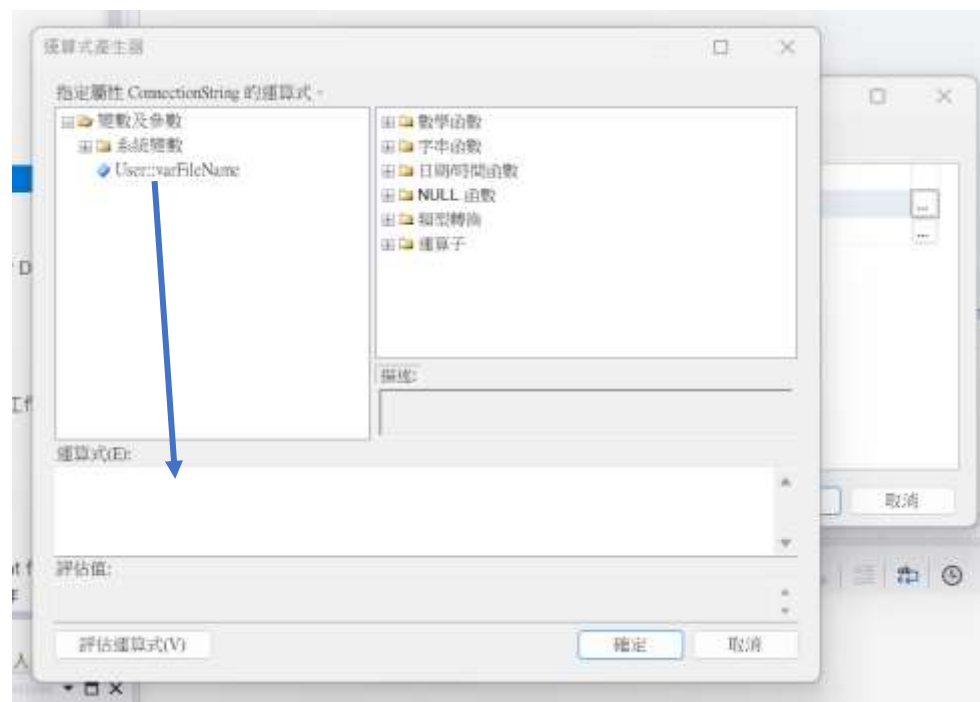 運算式產生器
指定屬性 ConnectionString 的運算式。
變數及參數
系統變數
User::varFileName
數學函數
字串函數
日期/時間函數
NULL 函數
類型轉換
運算子
描述:
運算式(E):
評估值:
評估運算式(V)
確定
取消
...
...
取消
D
工作
人